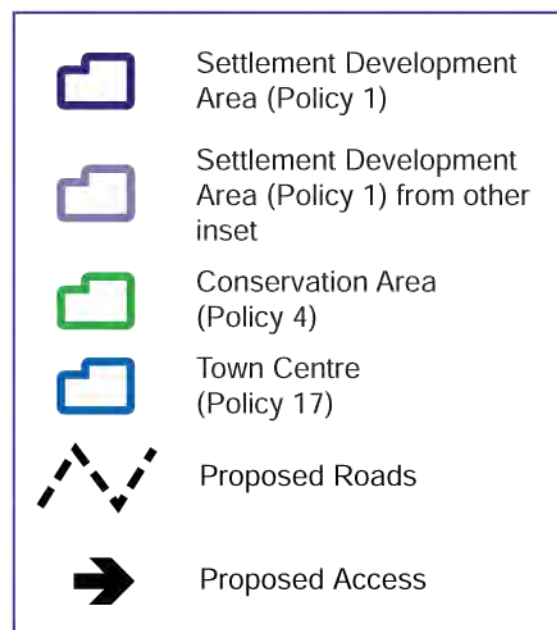 Settlement Development
Area (Policy 1)
Settlement Development
Area (Policy 1) from other
inset
Conservation Area
(Policy 4)
Town Centre
(Policy 17)
Proposed Roads
Proposed Access